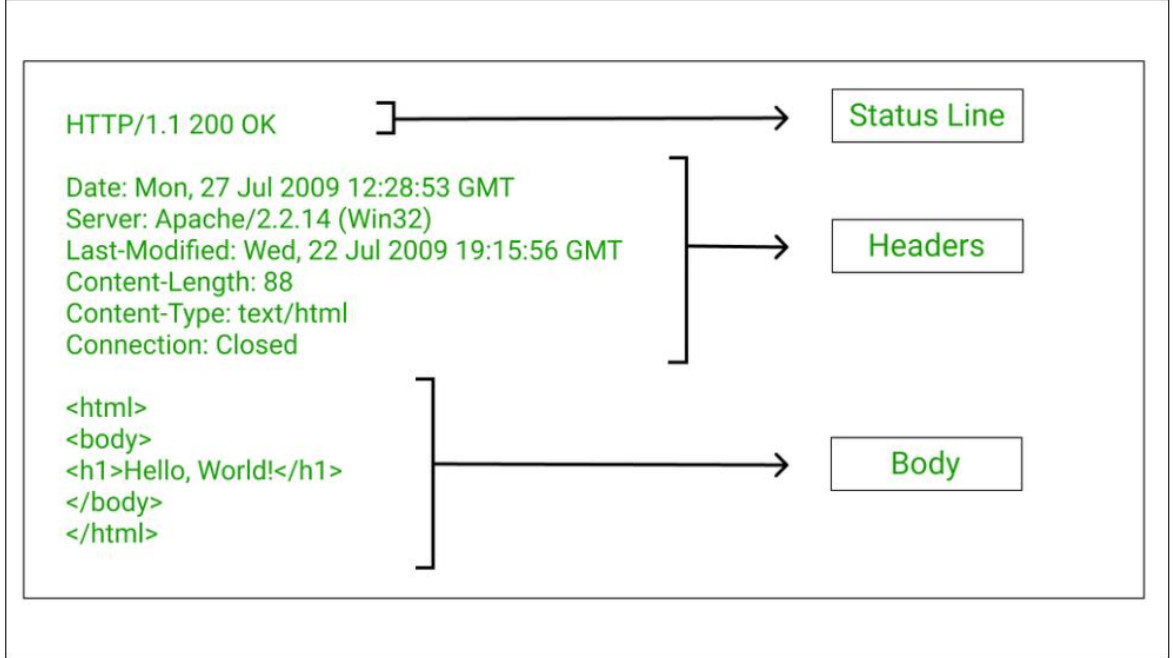 HTTP/1.1 200 OK
Status Line
Date: Mon, 27 Jul 2009 12:28:53 GMT
Server: Apache/2.2.14 (Win32)
Last-Modified: Wed, 22 Jul 2009 19:15:56 GMT
Content-Length: 88
Content-Type: text/html
Connection: Closed
Headers
<html>
<body>
<h1>Hello, World!</h1>
</body>
</html>
Body